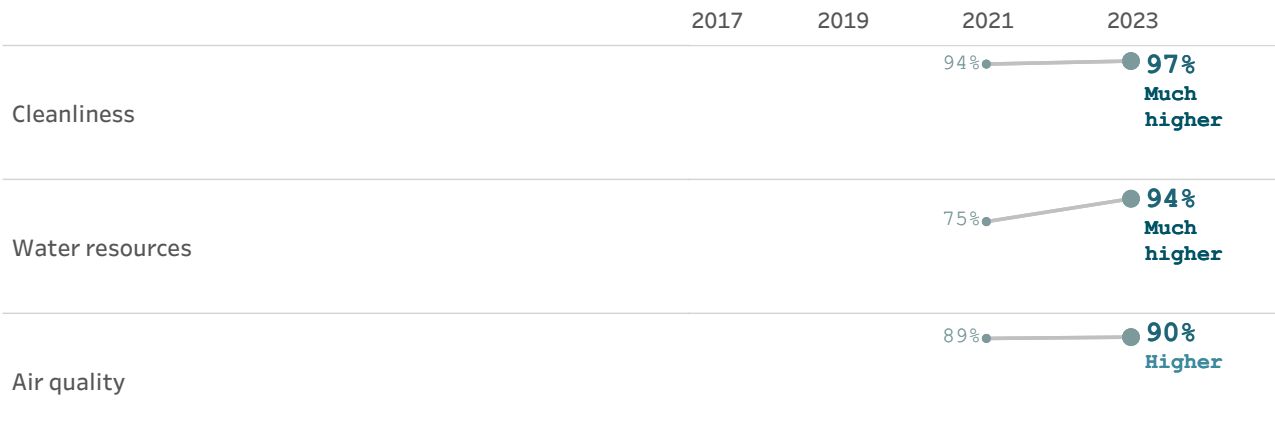 2017 2019 2021 2023
94% 97%
Much
higher
Cleanliness
75% 94%
Much
higher
Water resources
89% 90%
Higher
Air quality